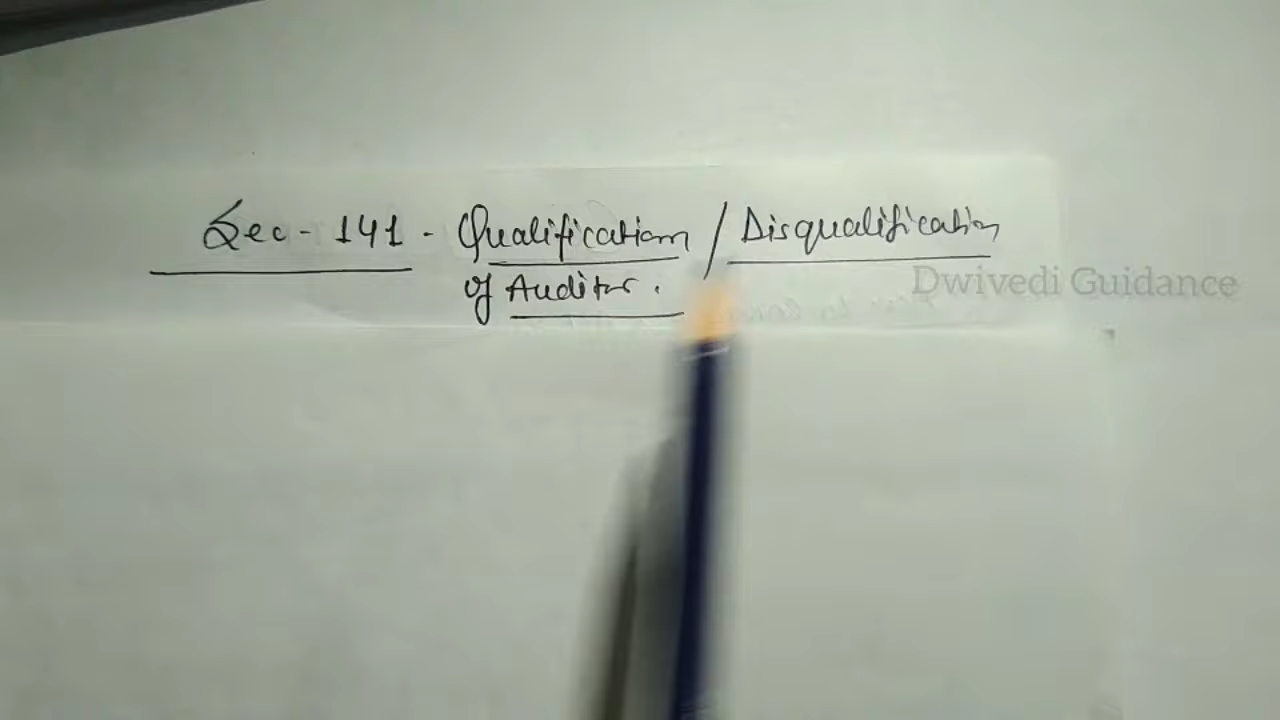 Sec - 141 - Qualification / Disqualification
of Auditor.
Dwivedi Guidance